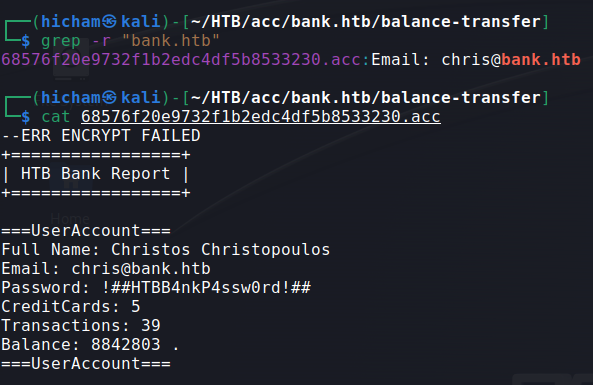 ┌──(hicham㉿kali)-[~/HTB/acc/bank.htb/balance-transfer]
└─$ grep -r "bank.htb"
68576f20e9732f1b2edc4df5b8533230.acc:Email: chris@bank.htb
┌──(hicham㉿kali)-[~/HTB/acc/bank.htb/balance-transfer]
└─$ cat 68576f20e9732f1b2edc4df5b8533230.acc
--ERR ENCRYPT FAILED
+=================+
| HTB Bank Report |
+=================+
===UserAccount===
Full Name: Christos Christopoulos
Email: chris@bank.htb
Password: !##HTBB4nkP4ssw0rd!##
CreditCards: 5
Transactions: 39
Balance: 8842803 .
===UserAccount===